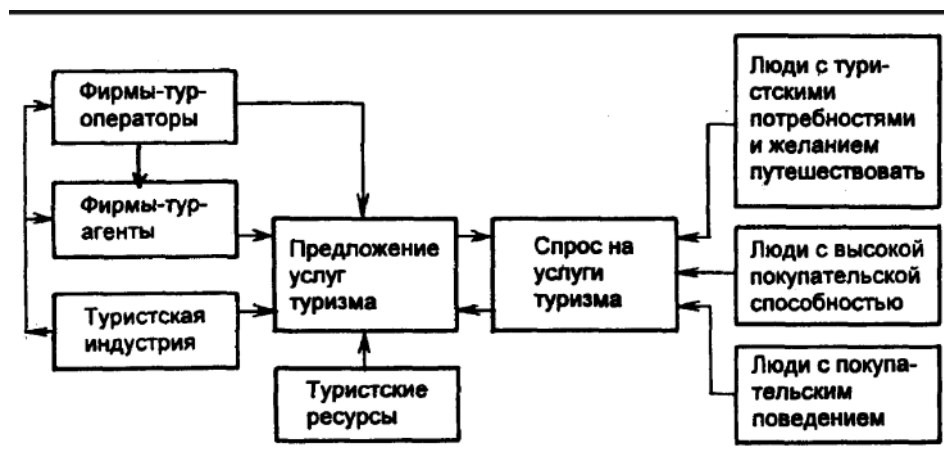 Фирмы-тур-
операторы
Фирмы-тур-
агенты
Туристская
индустрия
Предложение
услуг
туризма
Туристские
ресурсы
Спрос на
услуги
туризма
Люди с тури-
стскими
потребностями
и желанием
путешествовать
Люди с высокой
покупательской
способностью
Люди с покупа-
тельским
поведением